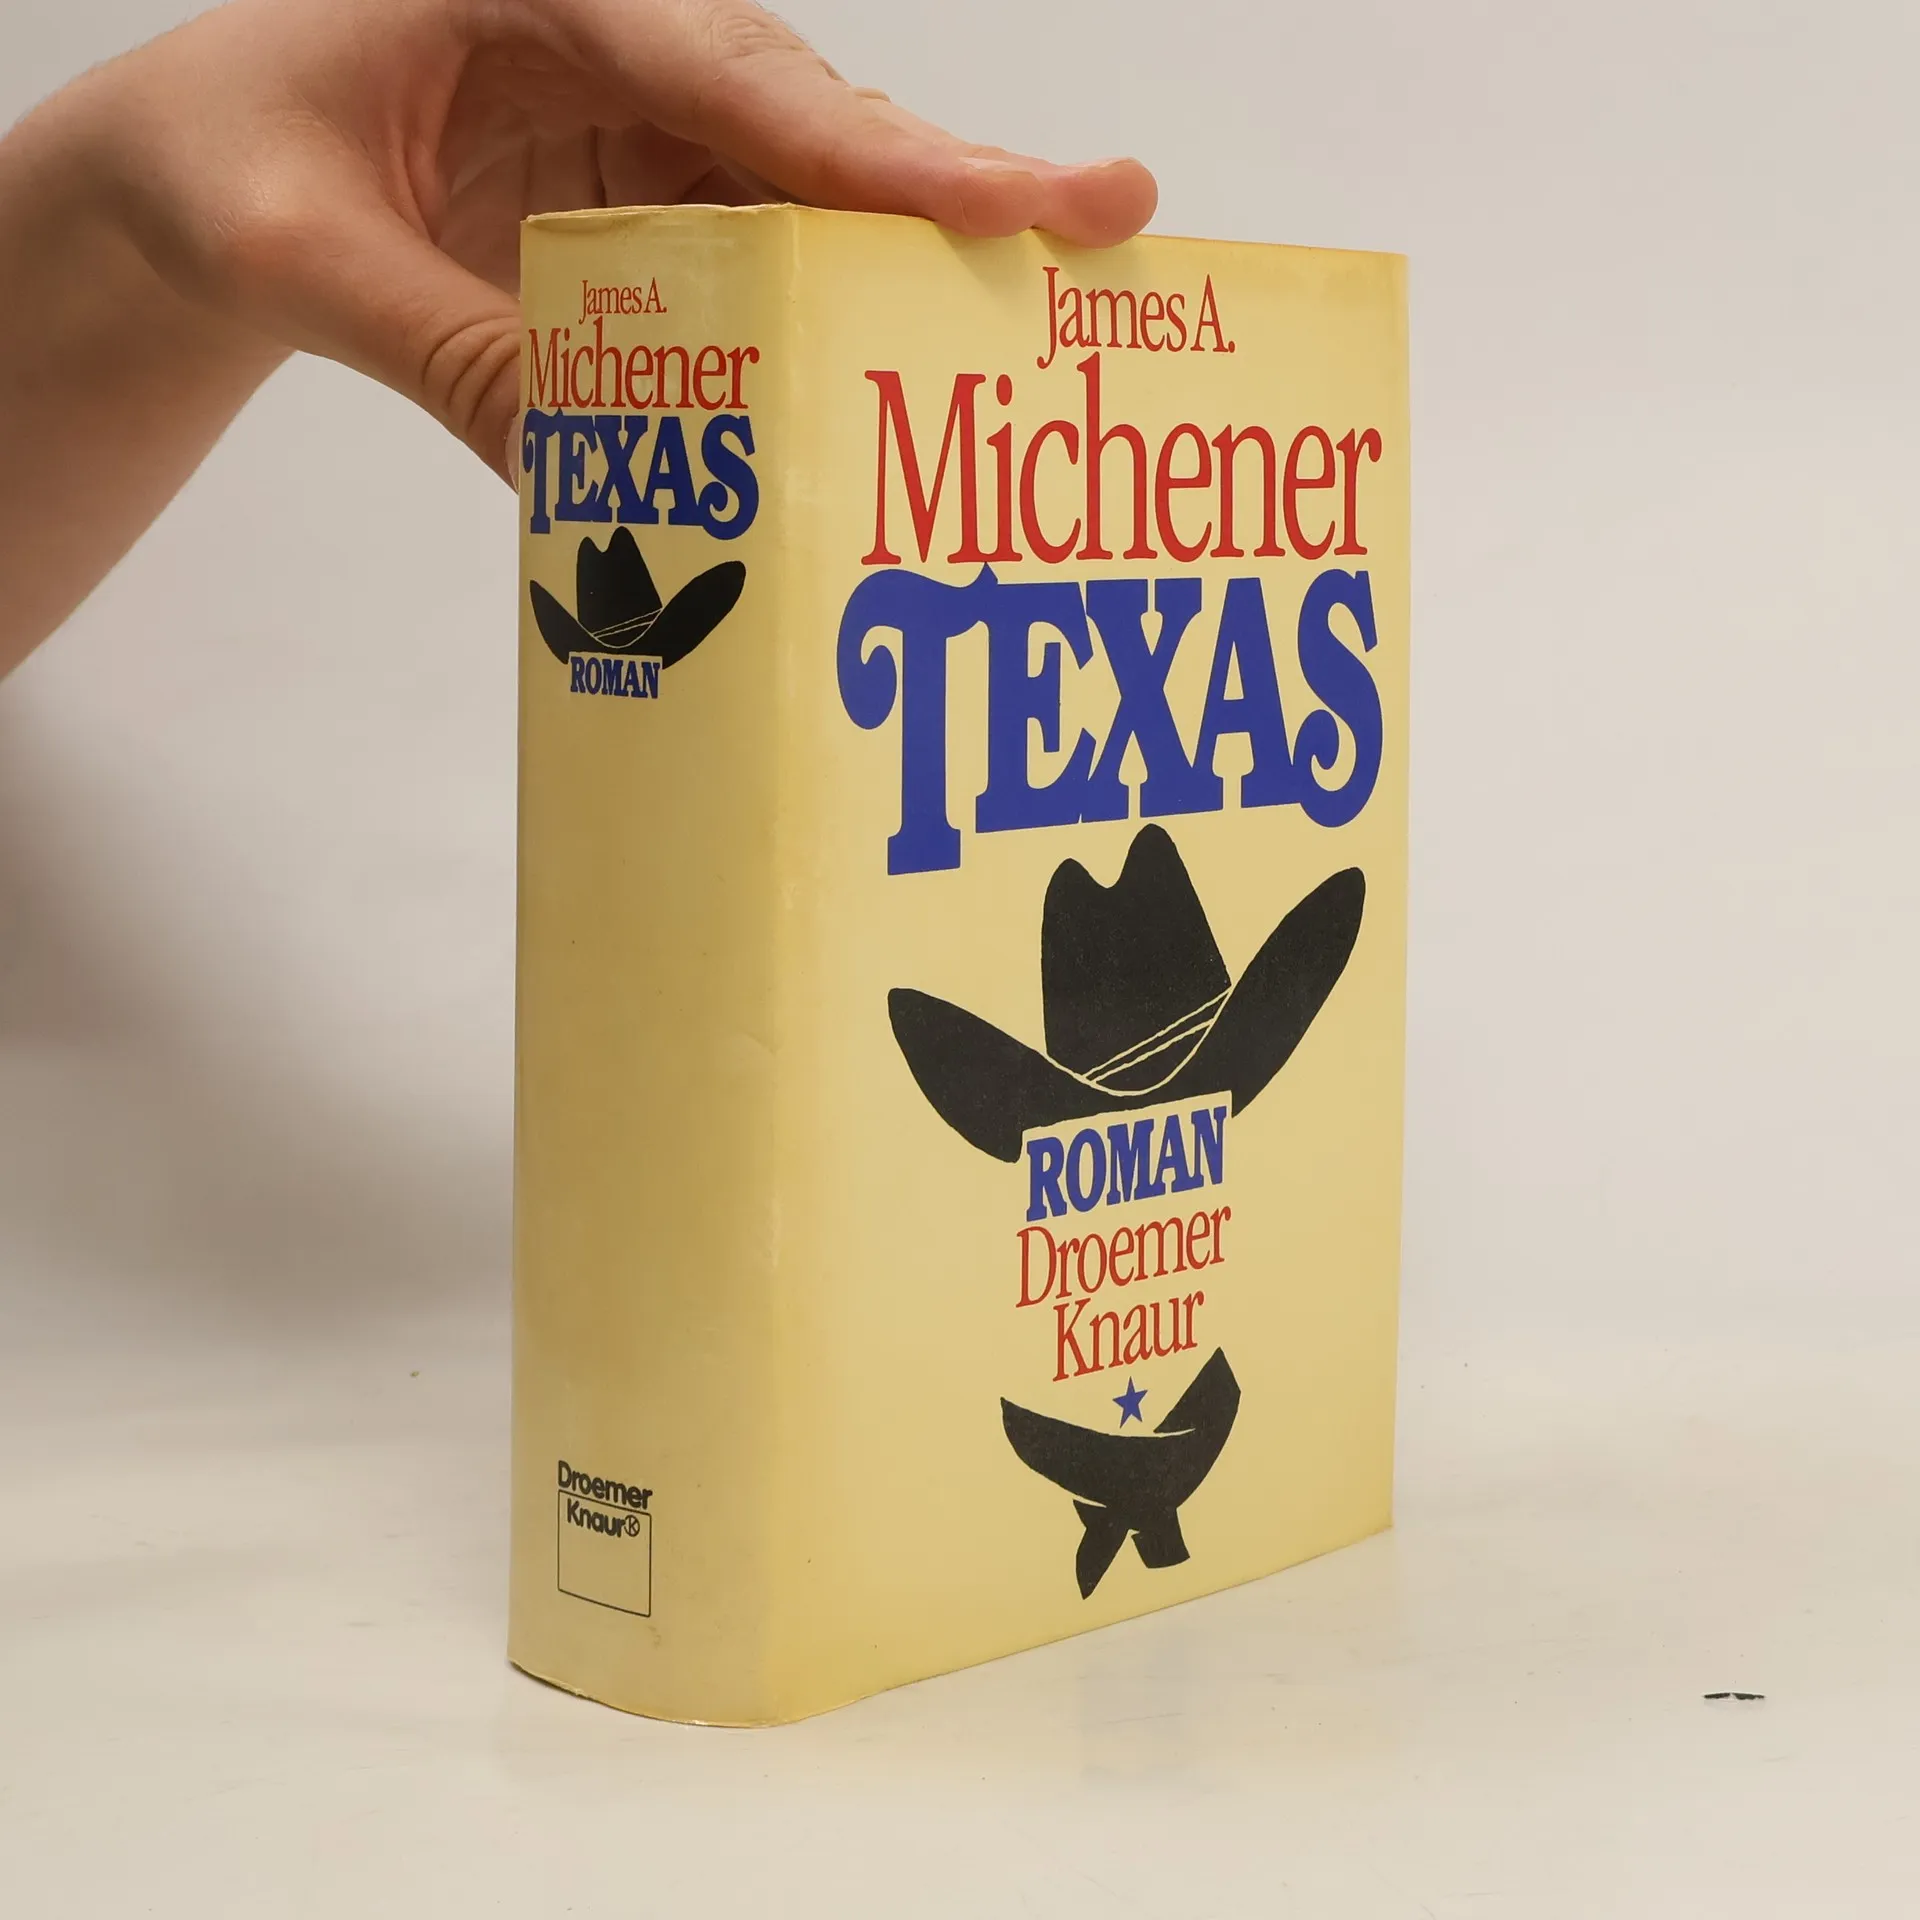 James A.
Michener
TEXAS
ROMAN
Droemer
Knaur
James A.
Michener
TEXAS
ROMAN
Droemer
Knaur